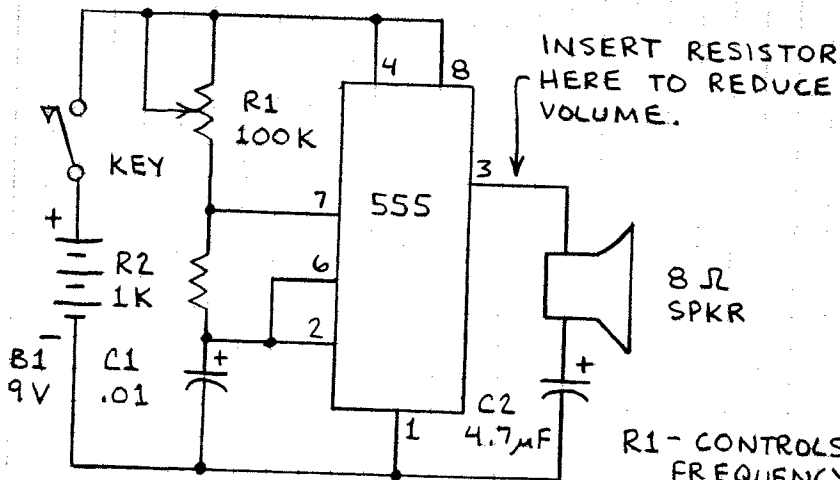 INSERT RESISTOR
HERE TO REDUCE
VOLUME.
4
8
R1
100K
KEY
3
7
555
+
6
R2
1K
8 Ω
SPKR
2
−
B1
9V
C1
.01
+
+
C2
4.7µF
1
R1- CONTROLS
FREQUENCY